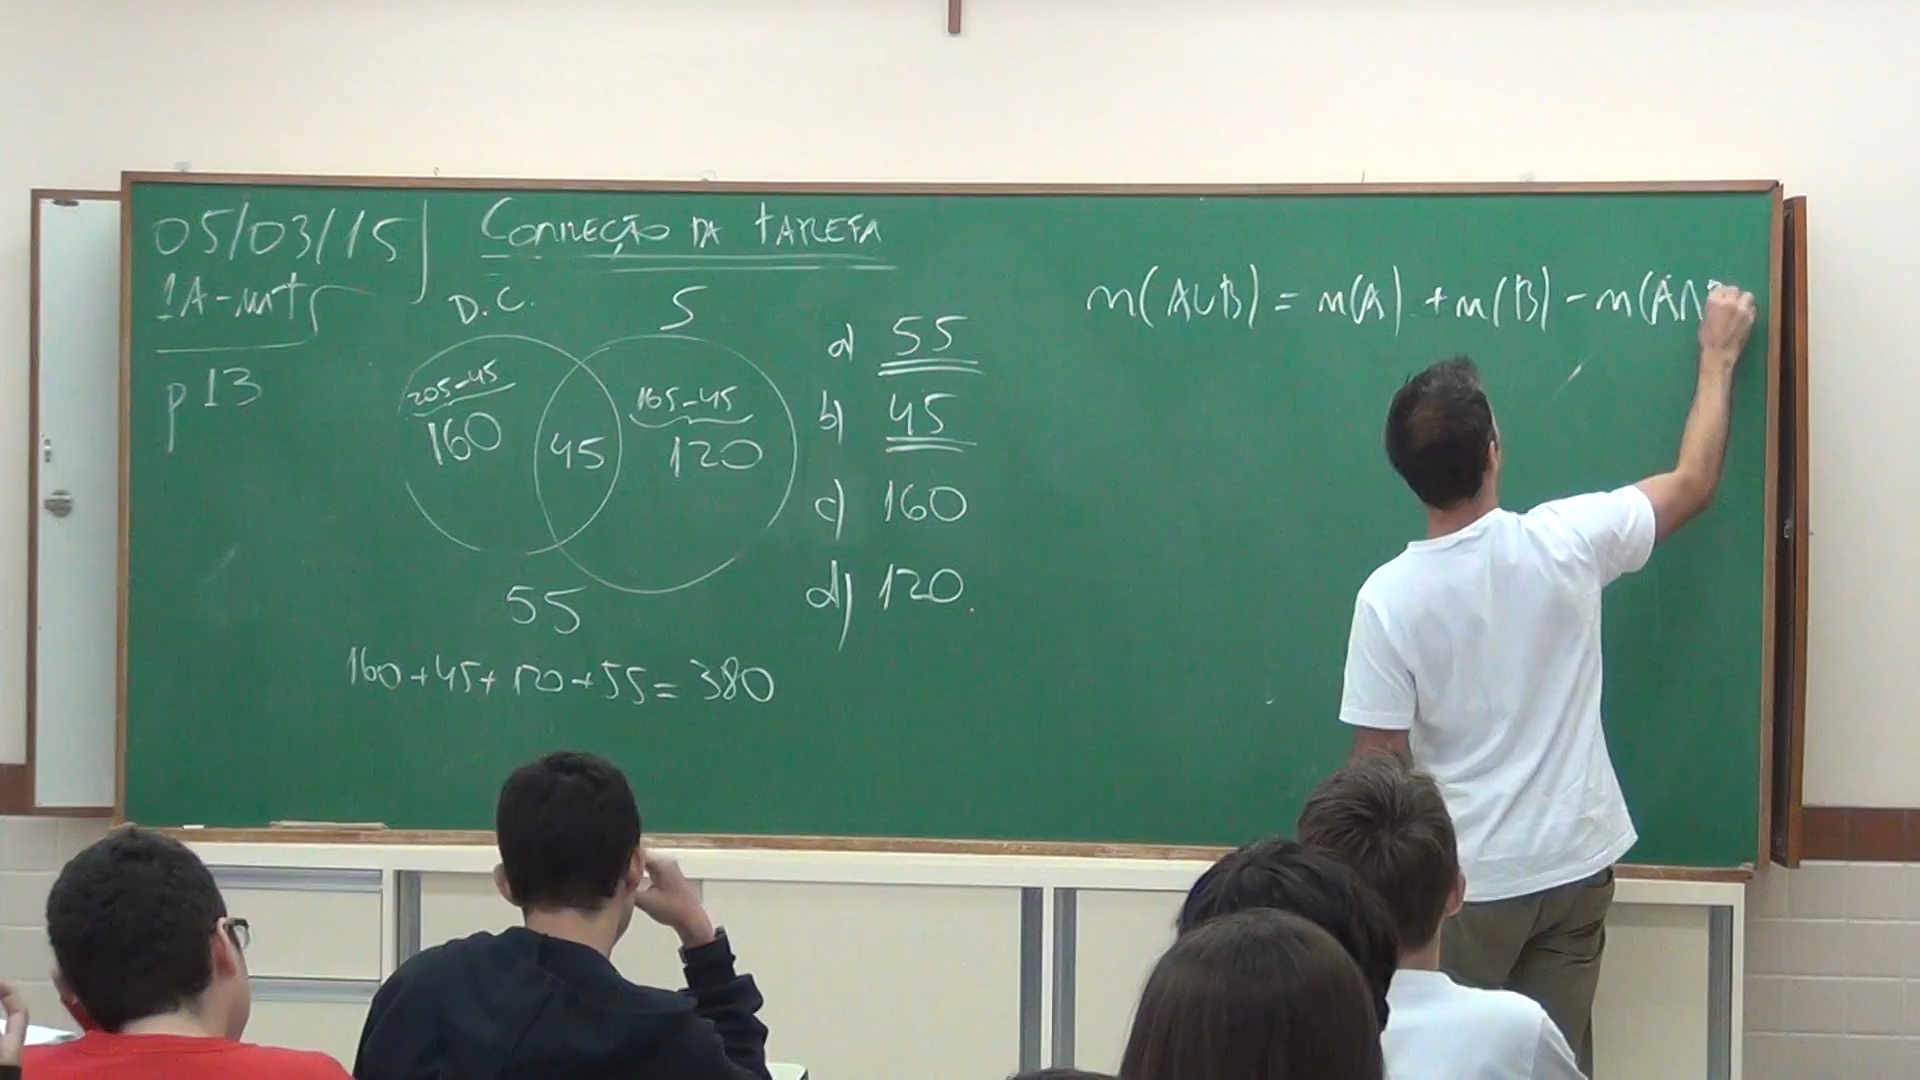 05/03/15
CORREÇÃO DA TAREFA
1A-
p 13
D.C.
S
205-45
160
45
165-45
120
55
160+45+120+55=380
a) 55
b) 45
c) 160
d) 120.
n(A∪B) = n(A) + n(B) - n(A∩